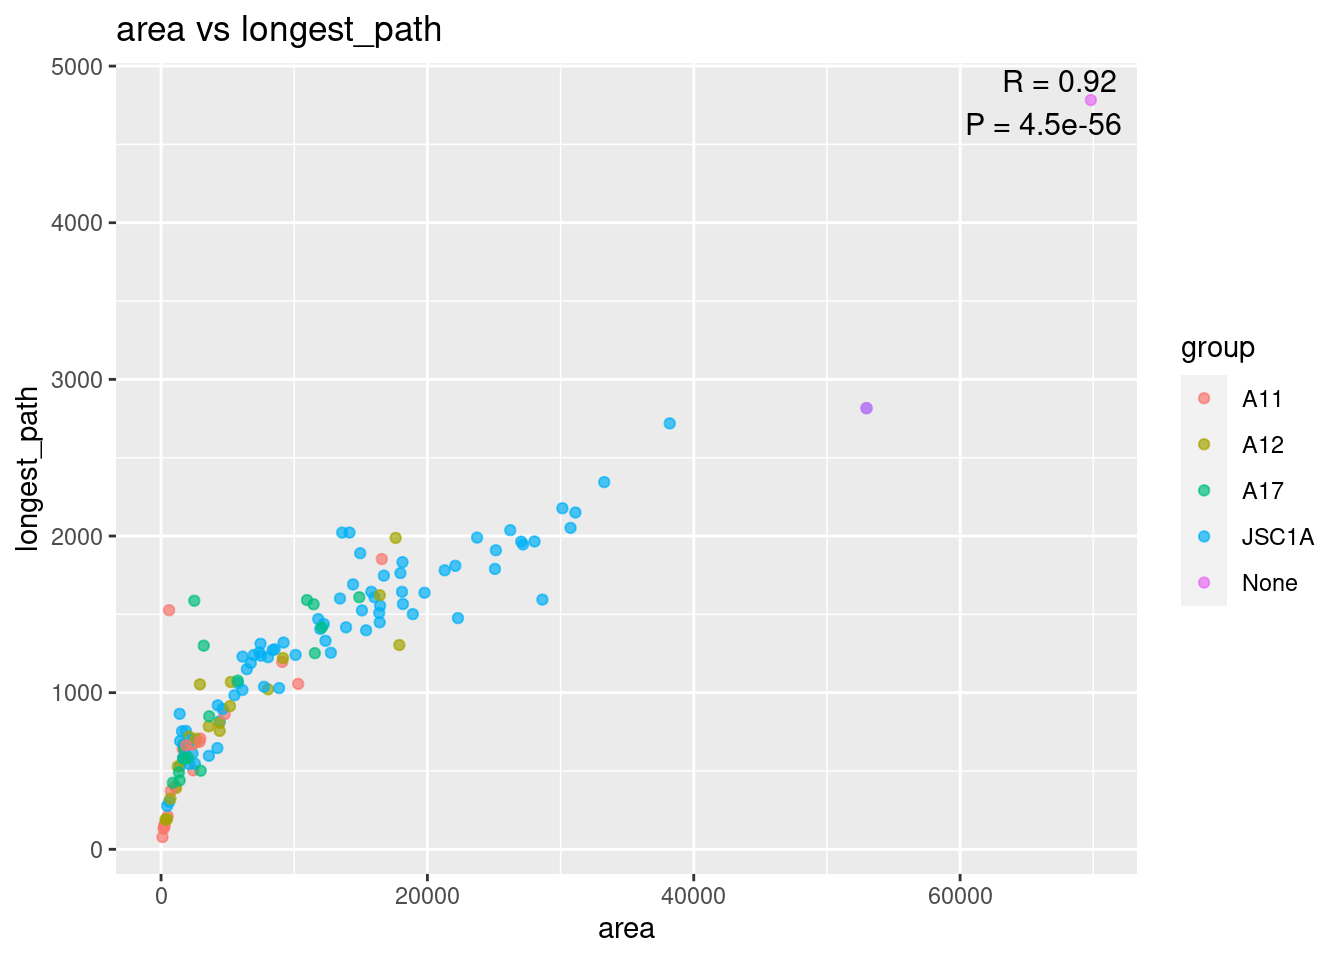 area vs longest_path
R = 0.92
P = 4.5e-56
5000
4000
3000
2000
1000
0
longest_path
0
20000
40000
60000
area
group
A11
A12
A17
JSC1A
None